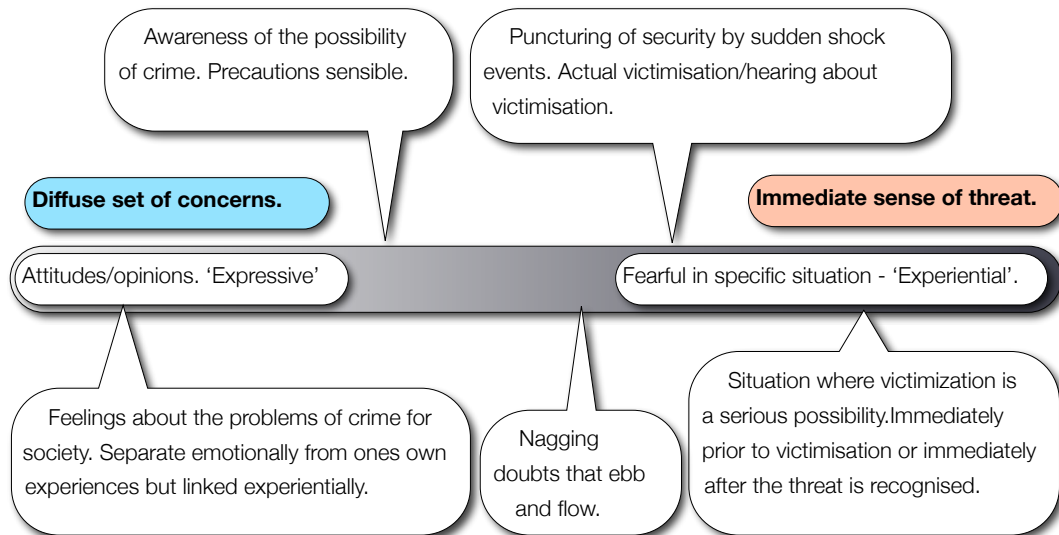 Awareness of the possibility
of crime. Precautions sensible.
Puncturing of security by sudden shock
events. Actual victimisation/hearing about
victimisation.
Diffuse set of concerns.
Immediate sense of threat.
Attitudes/opinions. ‘Expressive’
Fearful in specific situation - ‘Experiential’.
Feelings about the problems of crime for
society. Separate emotionally from ones own
experiences but linked experientially.
Nagging
doubts that ebb
and flow.
Situation where victimization is
a serious possibility.Immediately
prior to victimisation or immediately
after the threat is recognised.